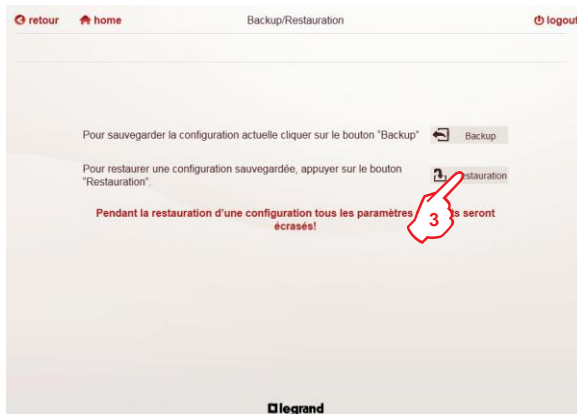 retour home Backup/Restauration logout
Pour sauvegarder la configuration actuelle cliquer sur le bouton "Backup" Backup
Pour restaurer une configuration sauvegardée, appuyer sur le bouton
"Restauration". estauration
Pendant la restauration d'une configuration tous les paramètres ts seront
écrasés!
3
legrand